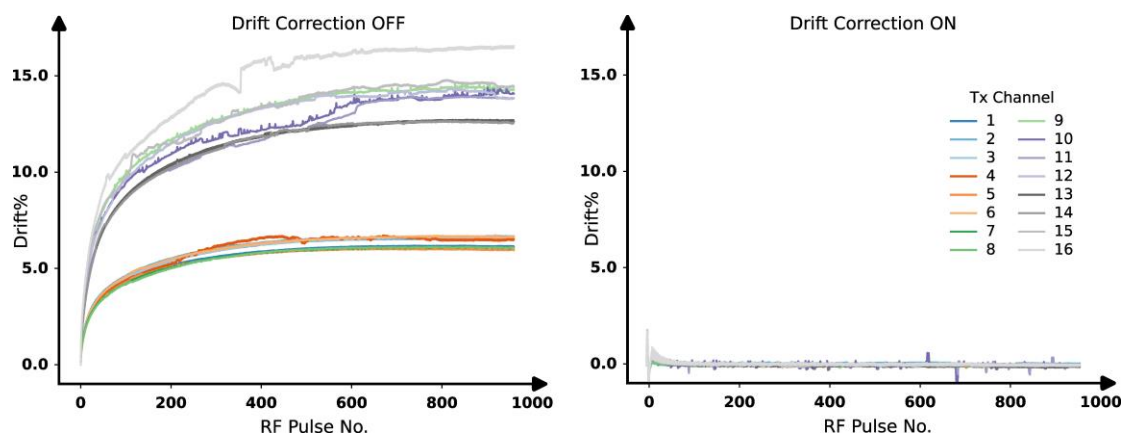 Drift Correction OFF
15.0
10.0
5.0
0.0
Drift%
0 200 400 600 800 1000
RF Pulse No.
Drift Correction ON
15.0
10.0
5.0
0.0
Drift%
0 200 400 600 800 1000
RF Pulse No.
Tx Channel
1 9
2 10
3 11
4 12
5 13
6 14
7 15
8 16